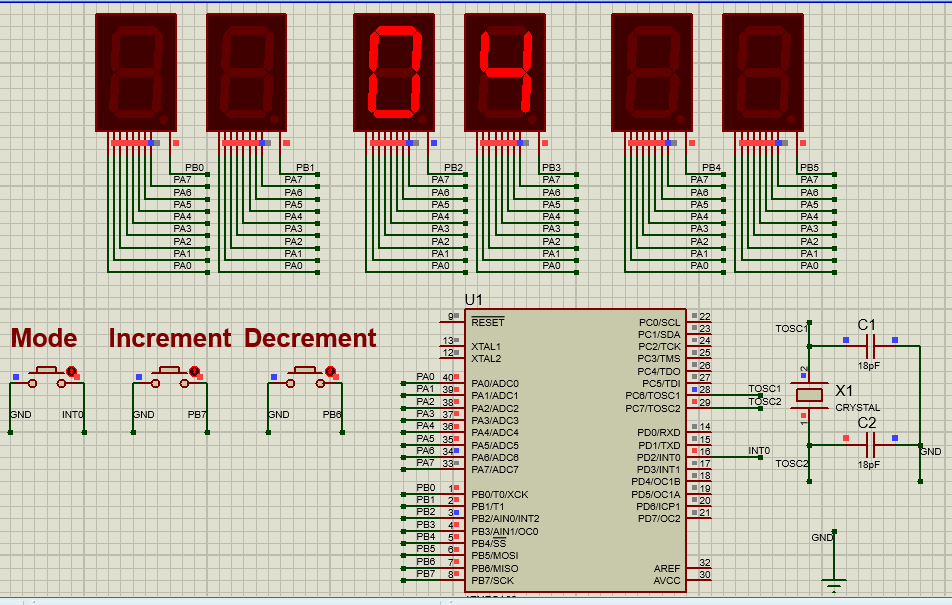 04
PB0 PB1 PB2 PB3 PB4 PB5
PA7 PA7 PA7 PA7 PA7 PA7
PA6 PA6 PA6 PA6 PA6 PA6
PA5 PA5 PA5 PA5 PA5 PA5
PA4 PA4 PA4 PA4 PA4 PA4
PA3 PA3 PA3 PA3 PA3 PA3
PA2 PA2 PA2 PA2 PA2 PA2
PA1 PA1 PA1 PA1 PA1 PA1
PA0 PA0 PA0 PA0 PA0 PA0
Mode Increment Decrement
GND INT0 GND PB7 GND PB6
U1
9 RESET
13 XTAL1
12 XTAL2
PA0 40 PA0/ADC0
PA1 39 PA1/ADC1
PA2 38 PA2/ADC2
PA3 37 PA3/ADC3
PA4 36 PA4/ADC4
PA5 35 PA5/ADC5
PA6 34 PA6/ADC6
PA7 33 PA7/ADC7
PB0 1 PB0/T0/XCK
PB1 2 PB1/T1
PB2 3 PB2/AIN0/INT2
PB3 4 PB3/AIN1/OC0
PB4 5 PB4/SS
PB5 6 PB5/MOSI
PB6 7 PB6/MISO
PB7 8 PB7/SCK
PC0/SCL 22
PC1/SDA 23
PC2/TCK 24
PC3/TMS 25
PC4/TDO 26
PC5/TDI 27
PC6/TOSC1 28 TOSC1
PC7/TOSC2 29 TOSC2
PD0/RXD 14
PD1/TXD 15
PD2/INT0 16 INT0
PD3/INT1 17
PD4/OC1B 18
PD5/OC1A 19
PD6/ICP1 20
PD7/OC2 21
AREF 32
AVCC 30
TOSC1
C1
18pF
2
X1
CRYSTAL
1
C2
18pF
GND
TOSC2
GND